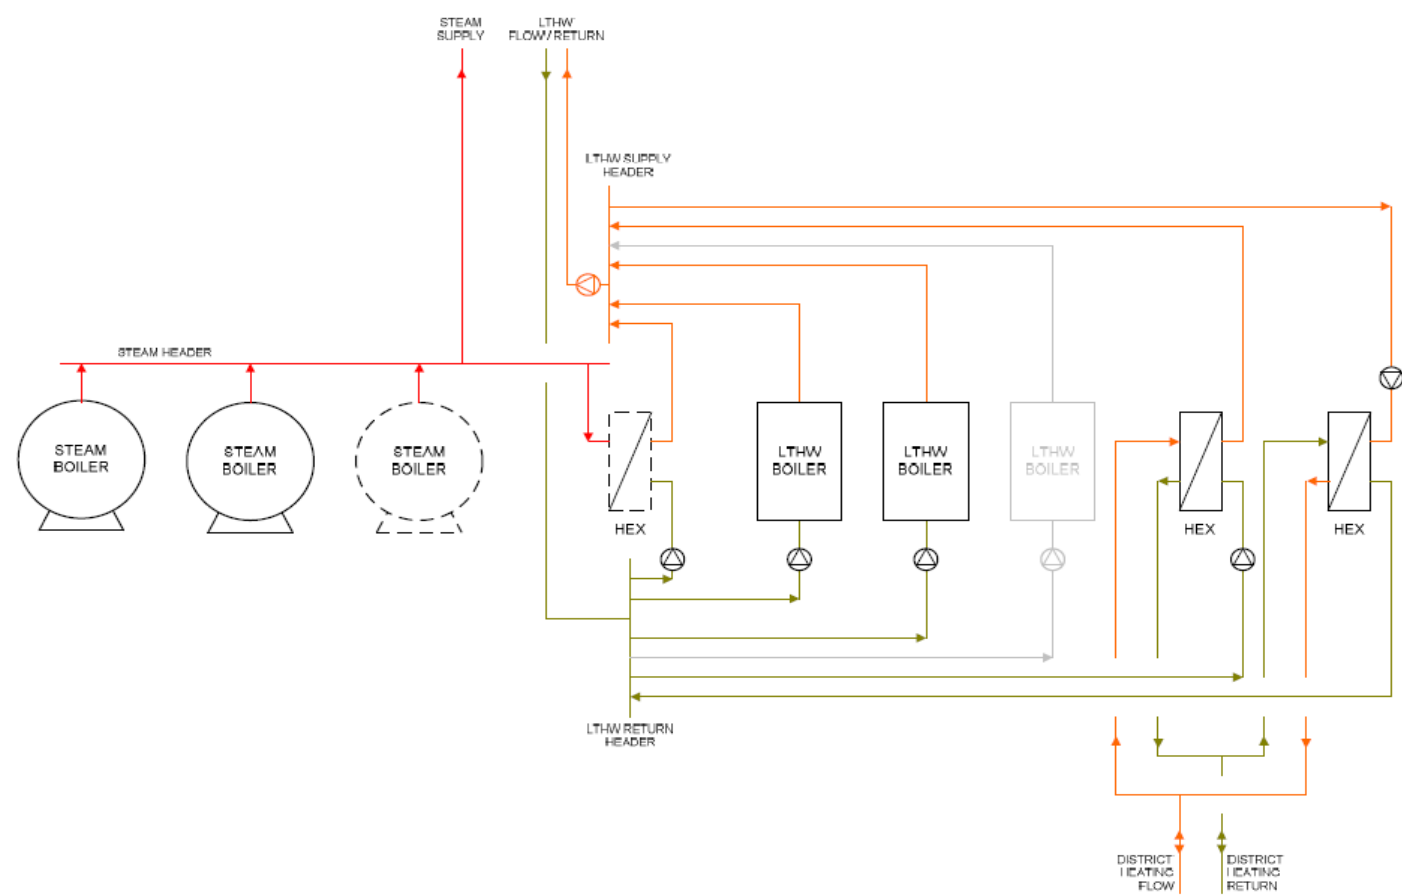 STEAM
SUPPLY
LTHW
FLOW/RETURN
LTHW SUPPLY
HEADER
STEAM HEADER
STEAM
BOILER
STEAM
BOILER
STEAM
BOILER
HEX
LTHW
BOILER
LTHW
BOILER
LTHW
BOILER
HEX
HEX
LTHW RETURN
HEADER
DISTRICT
HEATING
FLOW
DISTRICT
HEATING
RETURN